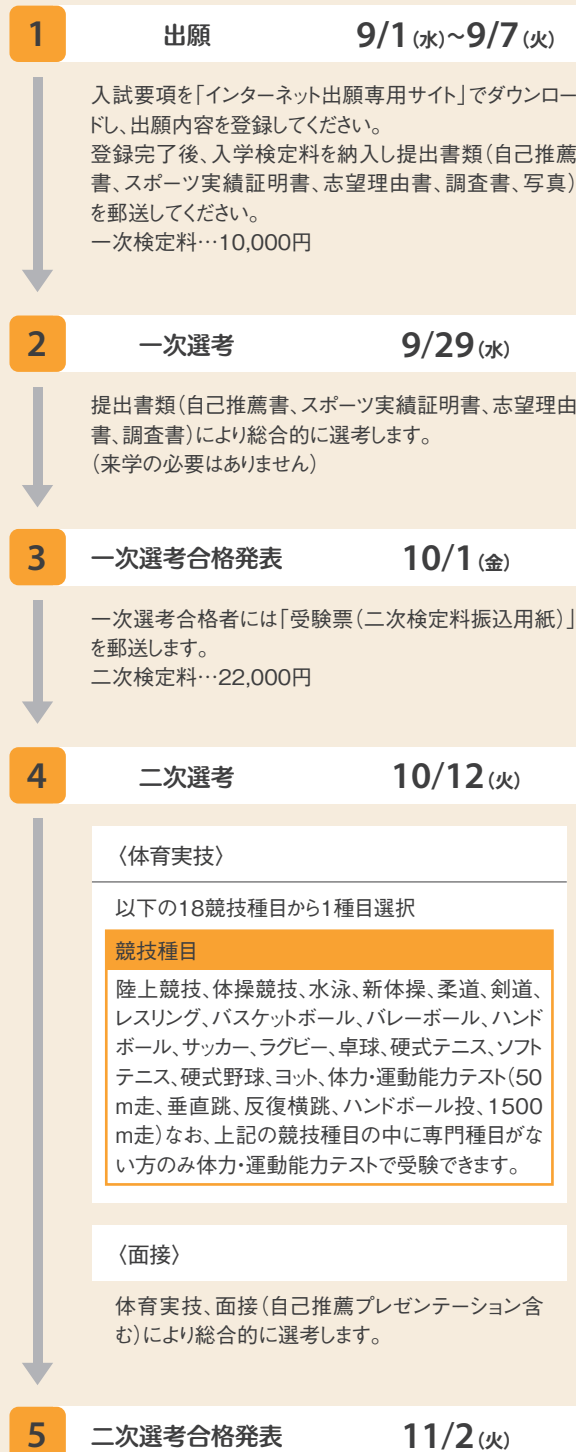 1 出願 9/1(水)~9/7(火)
入試要項を「インターネット出願専用サイト」でダウンロー
ドし、出願内容を登録してください。
登録完了後、入学検定料を納入し提出書類(自己推薦
書、スポーツ実績証明書、志望理由書、調査書、写真)
を郵送してください。
一次検定料…10,000円
2 一次選考 9/29(水)
提出書類(自己推薦書、スポーツ実績証明書、志望理由
書、調査書)により総合的に選考します。
(来学の必要はありません)
3 一次選考合格発表 10/1(金)
一次選考合格者には「受験票(二次検定料振込用紙)」
を郵送します。
二次検定料…22,000円
4 二次選考 10/12(火)
〈体育実技〉
以下の18競技種目から1種目選択
競技種目
陸上競技、体操競技、水泳、新体操、柔道、剣道、
レスリング、バスケットボール、バレーボール、ハンド
ボール、サッカー、ラグビー、卓球、硬式テニス、ソフト
テニス、硬式野球、ヨット、体力・運動能力テスト(50
m走、垂直跳、反復横跳、ハンドボール投、1500
m走)なお、上記の競技種目の中に専門種目がな
い方のみ体力・運動能力テストで受験できます。
〈面接〉
体育実技、面接(自己推薦プレゼンテーション含
む)により総合的に選考します。
5 二次選考合格発表 11/2(火)